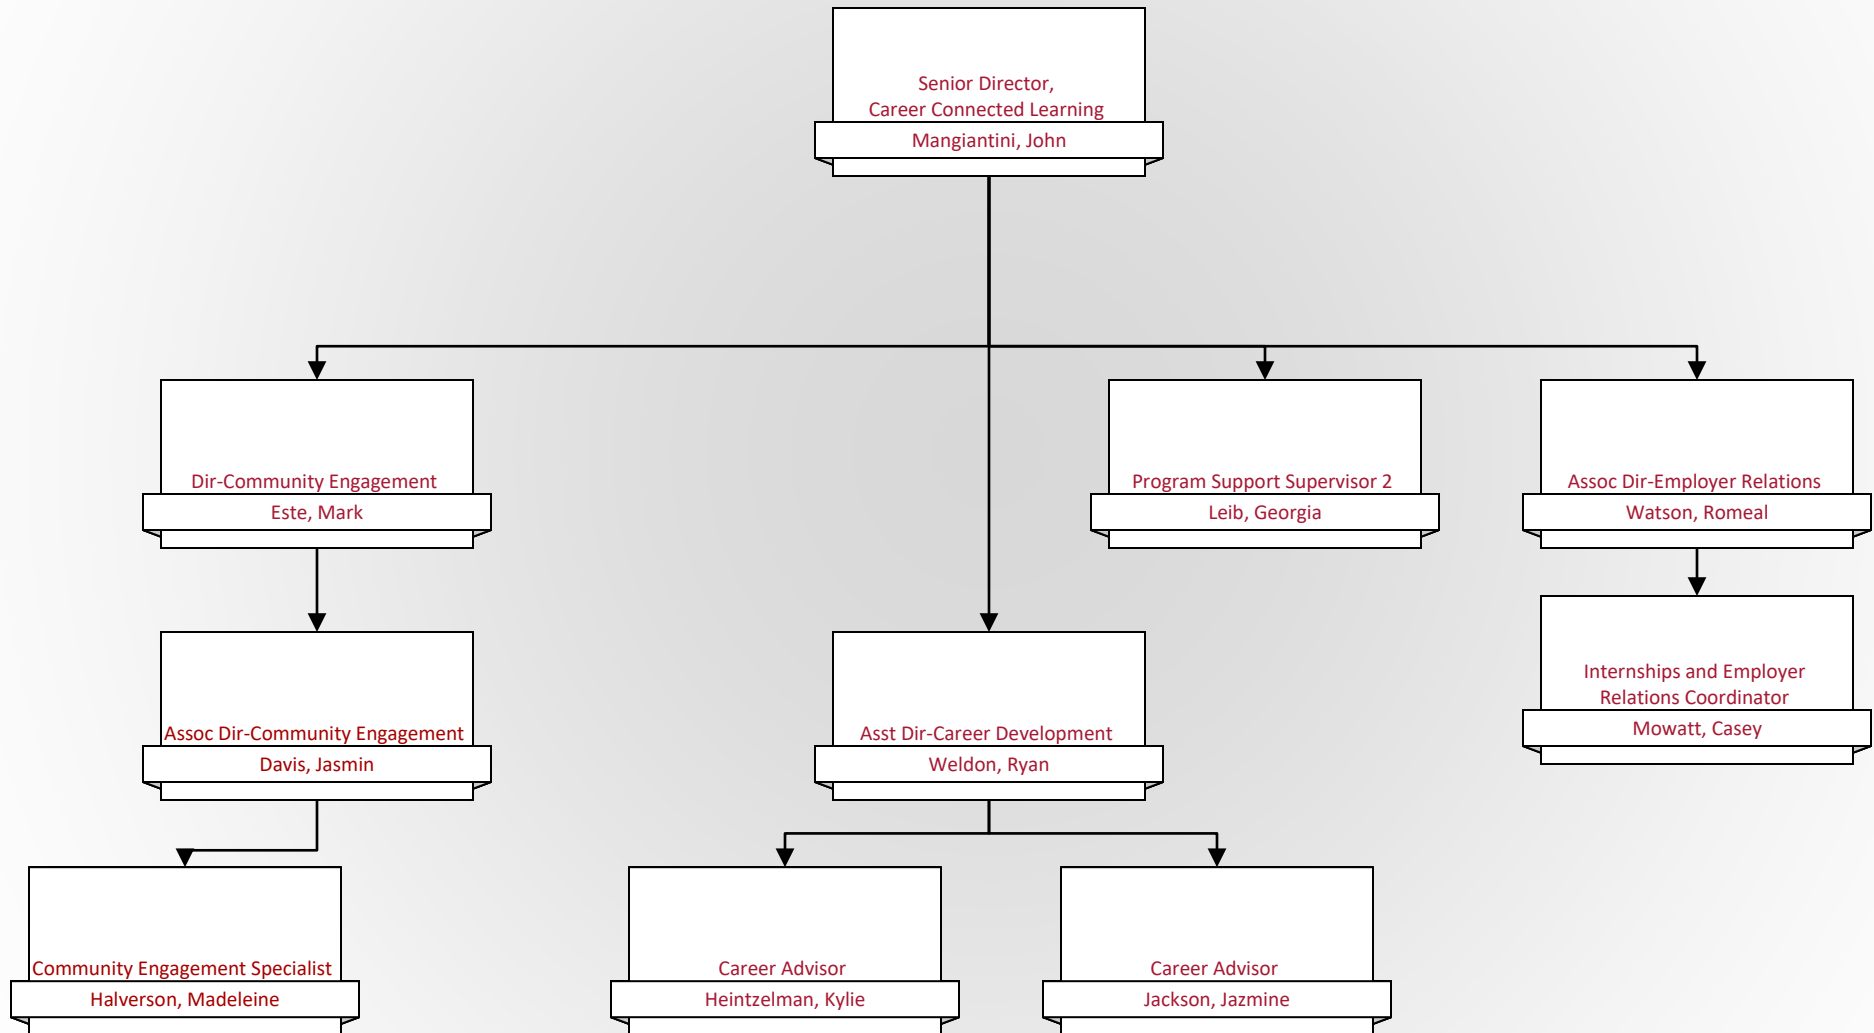 Senior Director,
Career Connected Learning
Mangiantini, John
Dir-Community Engagement
Este, Mark
Program Support Supervisor 2
Leib, Georgia
Assoc Dir-Employer Relations
Watson, Romeal
Assoc Dir-Community Engagement
Davis, Jasmin
Asst Dir-Career Development
Weldon, Ryan
Internships and Employer
Relations Coordinator
Mowatt, Casey
Community Engagement Specialist
Halverson, Madeleine
Career Advisor
Heintzelman, Kylie
Career Advisor
Jackson, Jazmine